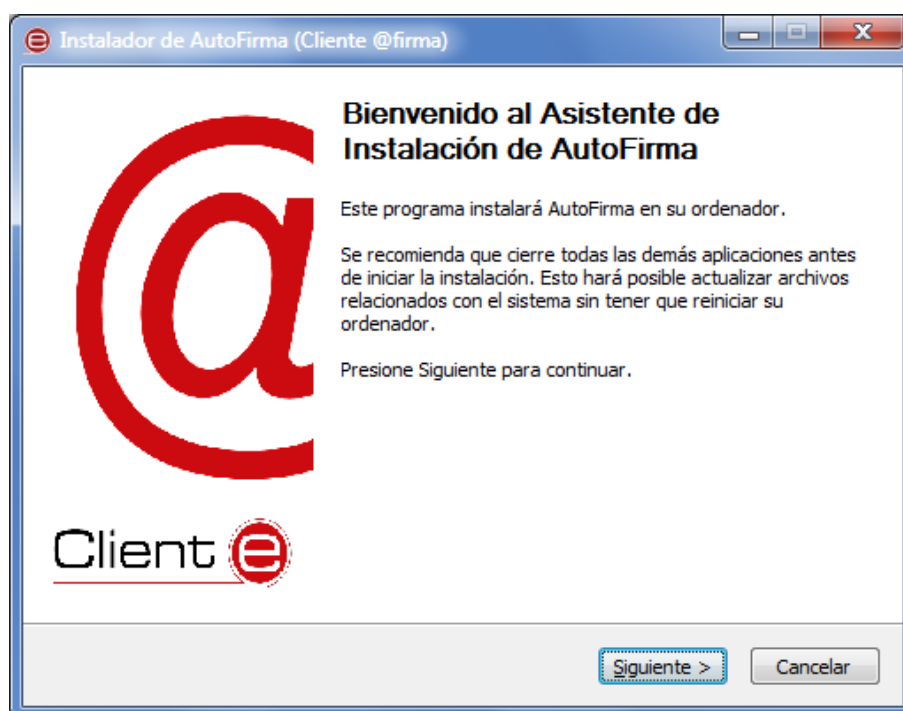 Instalador de AutoFirma (Cliente @firma)
Bienvenido al Asistente de
Instalación de AutoFirma
Este programa instalará AutoFirma en su ordenador.
Se recomienda que cierre todas las demás aplicaciones antes
de iniciar la instalación. Esto hará posible actualizar archivos
relacionados con el sistema sin tener que reiniciar su
ordenador.
Presione Siguiente para continuar.
@
Client e
Siguiente >
Cancelar